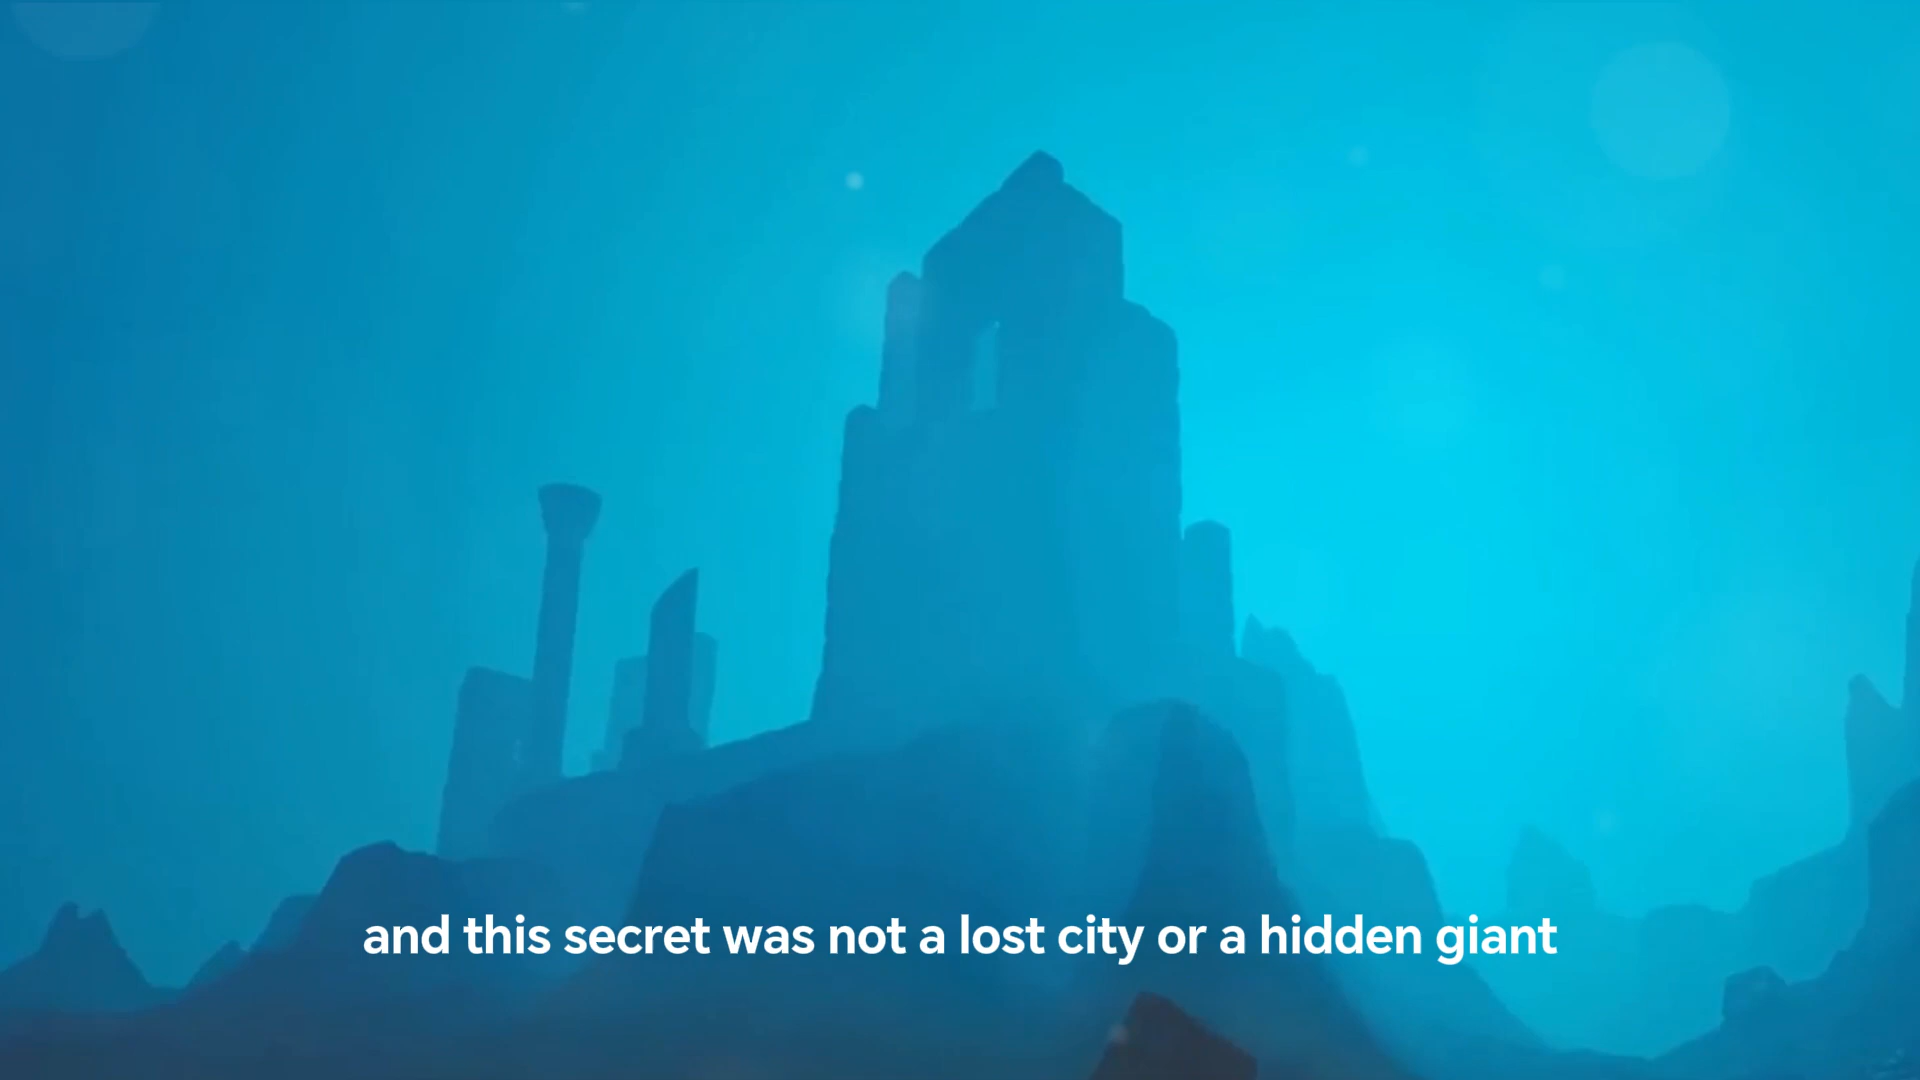 and this secret was not a lost city or a hidden giant